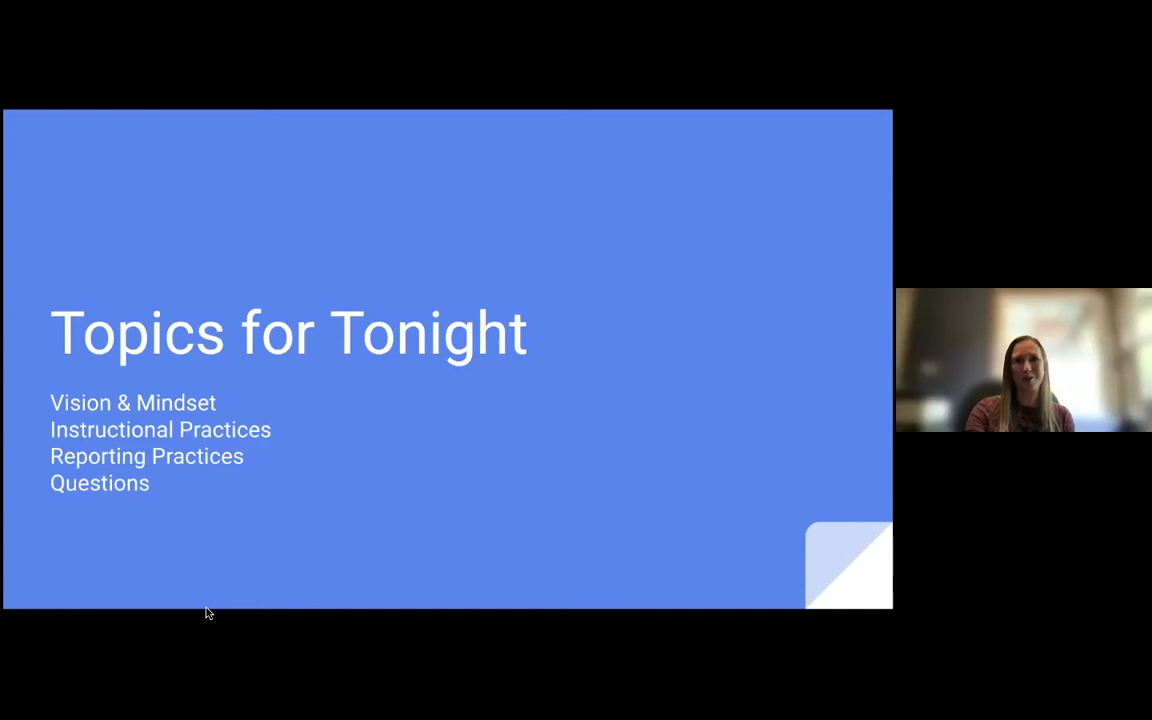 Topics for Tonight
Vision & Mindset
Instructional Practices
Reporting Practices
Questions